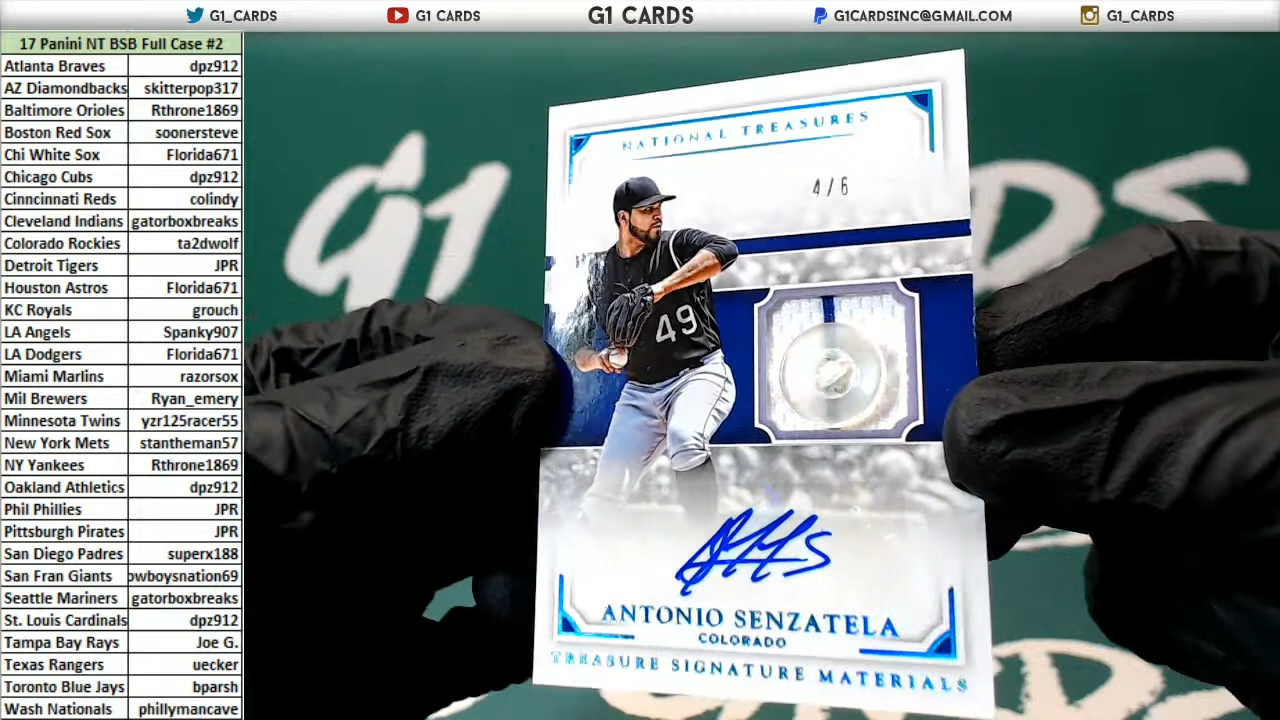 G1_CARDS
G1 CARDS
G1 CARDS
G1CARDSINC@GMAIL.COM
G1_CARDS
17 Panini NT BSB Full Case #2
Atlanta Braves dpz912
AZ Diamondbacks skitterpop317
Baltimore Orioles Rthrone1869
Boston Red Sox soonersteve
Chi White Sox Florida671
Chicago Cubs dpz912
Cinncinnati Reds colindy
Cleveland Indians gatorboxbreaks
Colorado Rockies ta2dwolf
Detroit Tigers JPR
Houston Astros Florida671
KC Royals grouch
LA Angels Spanky907
LA Dodgers Florida671
Miami Marlins razorsox
Mil Brewers Ryan_emery
Minnesota Twins yzr125racer55
New York Mets stantheman57
NY Yankees Rthrone1869
Oakland Athletics dpz912
Phil Phillies JPR
Pittsburgh Pirates JPR
San Diego Padres superx188
San Fran Giants owboysnation69
Seattle Mariners gatorboxbreaks
St. Louis Cardinals dpz912
Tampa Bay Rays Joe G.
Texas Rangers uecker
Toronto Blue Jays bparsh
Wash Nationals phillymancave
G1 CARDS
NATIONAL TREASURES
4/6
49
ANTONIO SENZATELA
COLORADO
TREASURE SIGNATURE MATERIALS